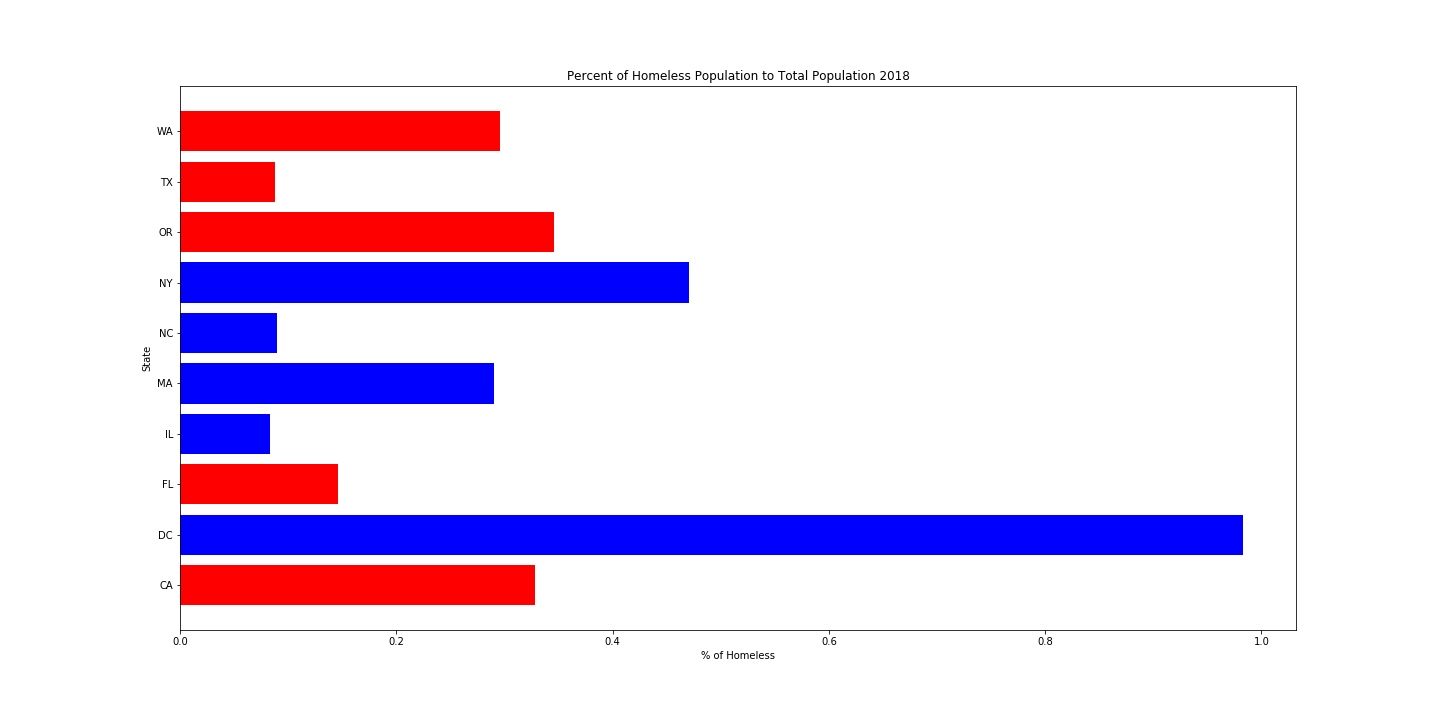 Percent of Homeless Population to Total Population 2018
WA
TX
OR
NY
NC
MA
IL
FL
DC
CA
State
0.0 0.2 0.4 0.6 0.8 1.0
% of Homeless